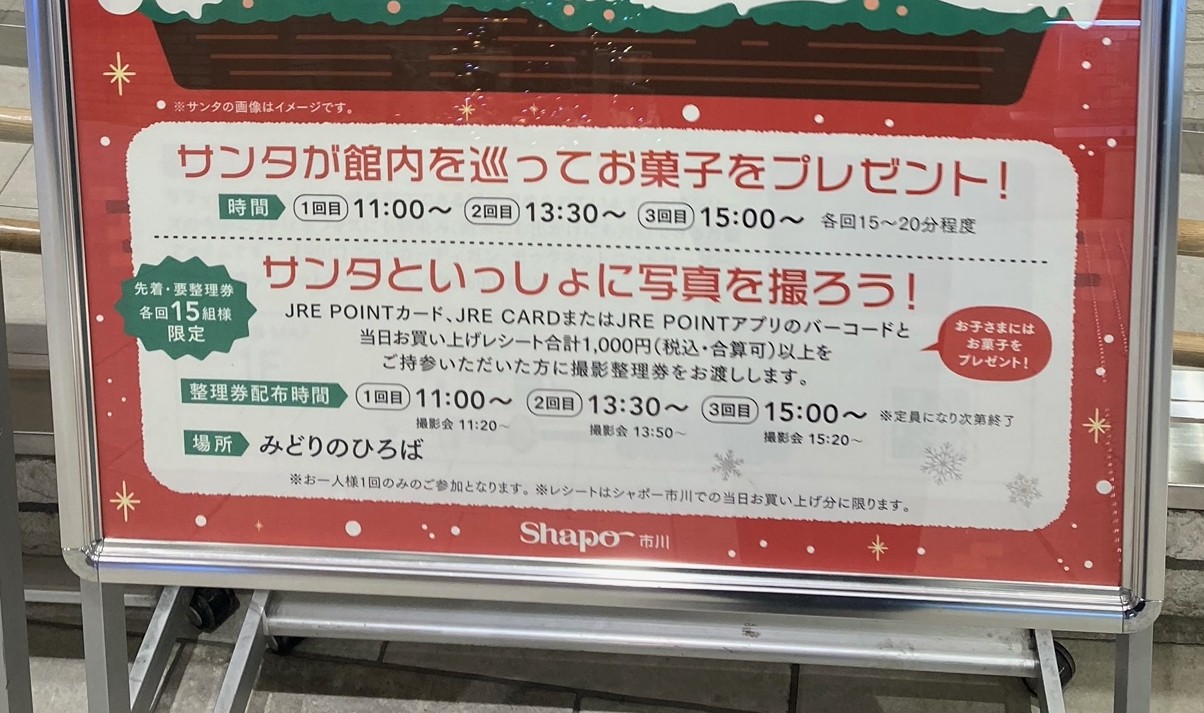 ※サンタの画像はイメージです。
サンタが館内を巡ってお菓子をプレゼント！
時間 1回目 11:00〜 2回目 13:30〜 3回目 15:00〜 各回15〜20分程度
先着・要整理券
各回15組様
限定
サンタといっしょに写真を撮ろう！
JRE POINTカード、JRE CARDまたはJRE POINTアプリのバーコードと
当日お買い上げレシート合計1,000円（税込・合算可）以上を
ご持参いただいた方に撮影整理券をお渡しします。
お子さまには
お菓子を
プレゼント！
整理券配布時間 1回目 11:00〜 2回目 13:30〜 3回目 15:00〜 ※定員になり次第終了
撮影会 11:20〜 撮影会 13:50〜 撮影会 15:20〜
場所 みどりのひろば
※お一人様1回のみのご参加となります。※レシートはシャポー市川での当日お買い上げ分に限ります。
Shapo 市川